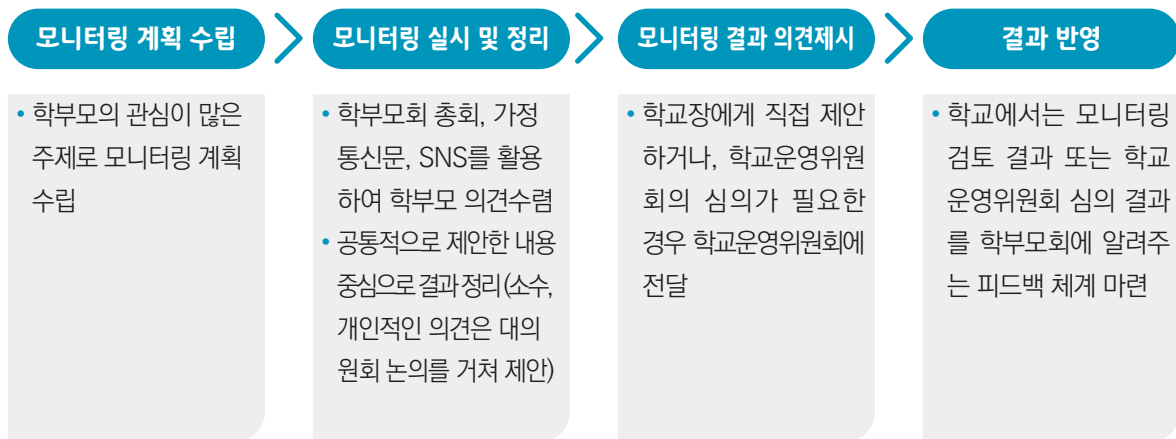 모니터링 계획 수립
학부모의 관심이 많은
주제로 모니터링 계획
수립
모니터링 실시 및 정리
학부모회 총회, 가정
통신문, SNS를 활용
하여 학부모 의견수렴
공통적으로 제안한 내용
중심으로 결과 정리(소수,
개인적인 의견은 대의
원회 논의를 거쳐 제안)
모니터링 결과 의견제시
학교장에게 직접 제안
하거나, 학교운영위원
회의 심의가 필요한
경우 학교운영위원회에
전달
결과 반영
학교에서는 모니터링
검토 결과 또는 학교
운영위원회 심의 결과
를 학부모회에 알려주
는 피드백 체계 마련